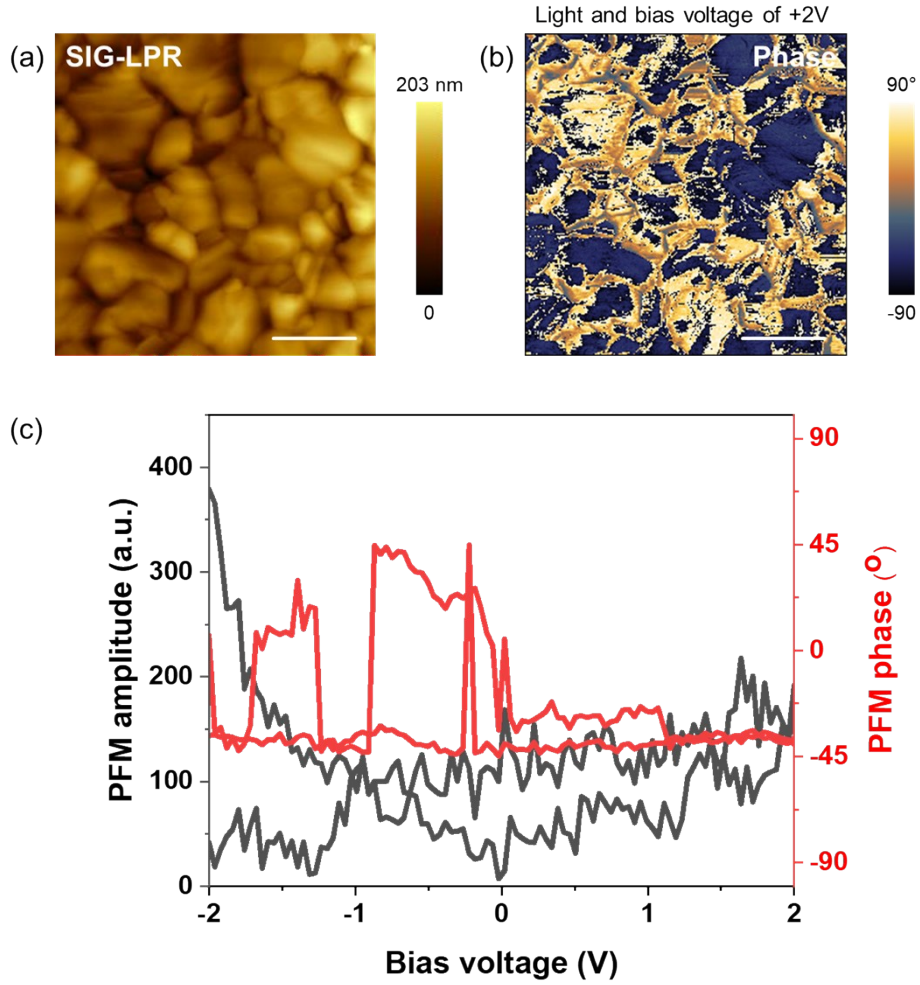 Light and bias voltage of +2V
(a) SIG-LPR
203 nm
0
(b) Phase
90°
-90
(c)
PFM amplitude (a.u.)
400
300
200
100
0
-2 -1 0 1 2
Bias voltage (V)
90
45
0
-45
-90
PFM phase (°)